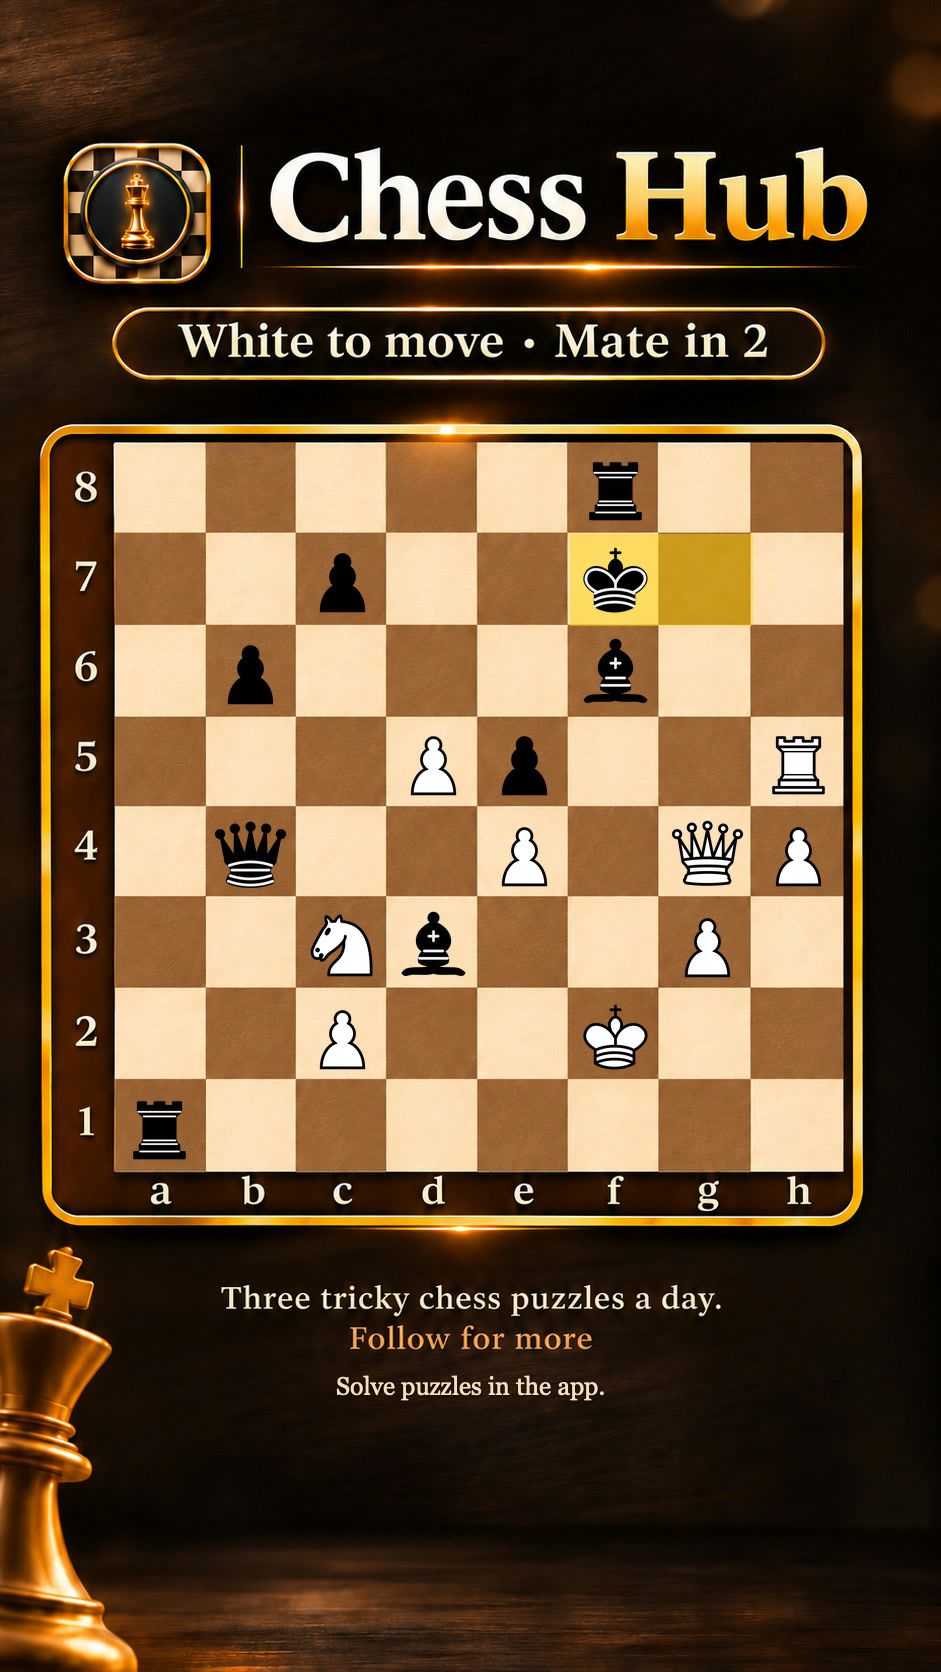 Chess Hub
White to move • Mate in 2
8
7
6
5
4
3
2
1
a b c d e f g h
Three tricky chess puzzles a day.
Follow for more
Solve puzzles in the app.